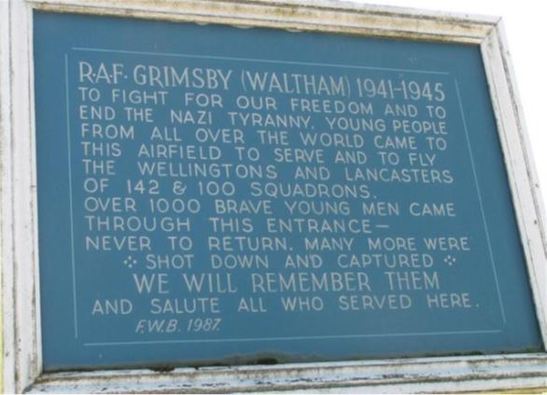 R·A·F· GRIMSBY (WALTHAM) 1941-1945
TO FIGHT FOR OUR FREEDOM AND TO
END THE NAZI TYRANNY. YOUNG PEOPLE
FROM ALL OVER THE WORLD CAME TO
THIS AIRFIELD TO SERVE AND TO FLY
THE WELLINGTONS AND LANCASTERS
OF 142 & 100 SQUADRONS.
OVER 1000 BRAVE YOUNG MEN CAME
THROUGH THIS ENTRANCE—
NEVER TO RETURN. MANY MORE WERE
SHOT DOWN AND CAPTURED
WE WILL REMEMBER THEM
AND SALUTE ALL WHO SERVED HERE.
F.W.B. 1987.